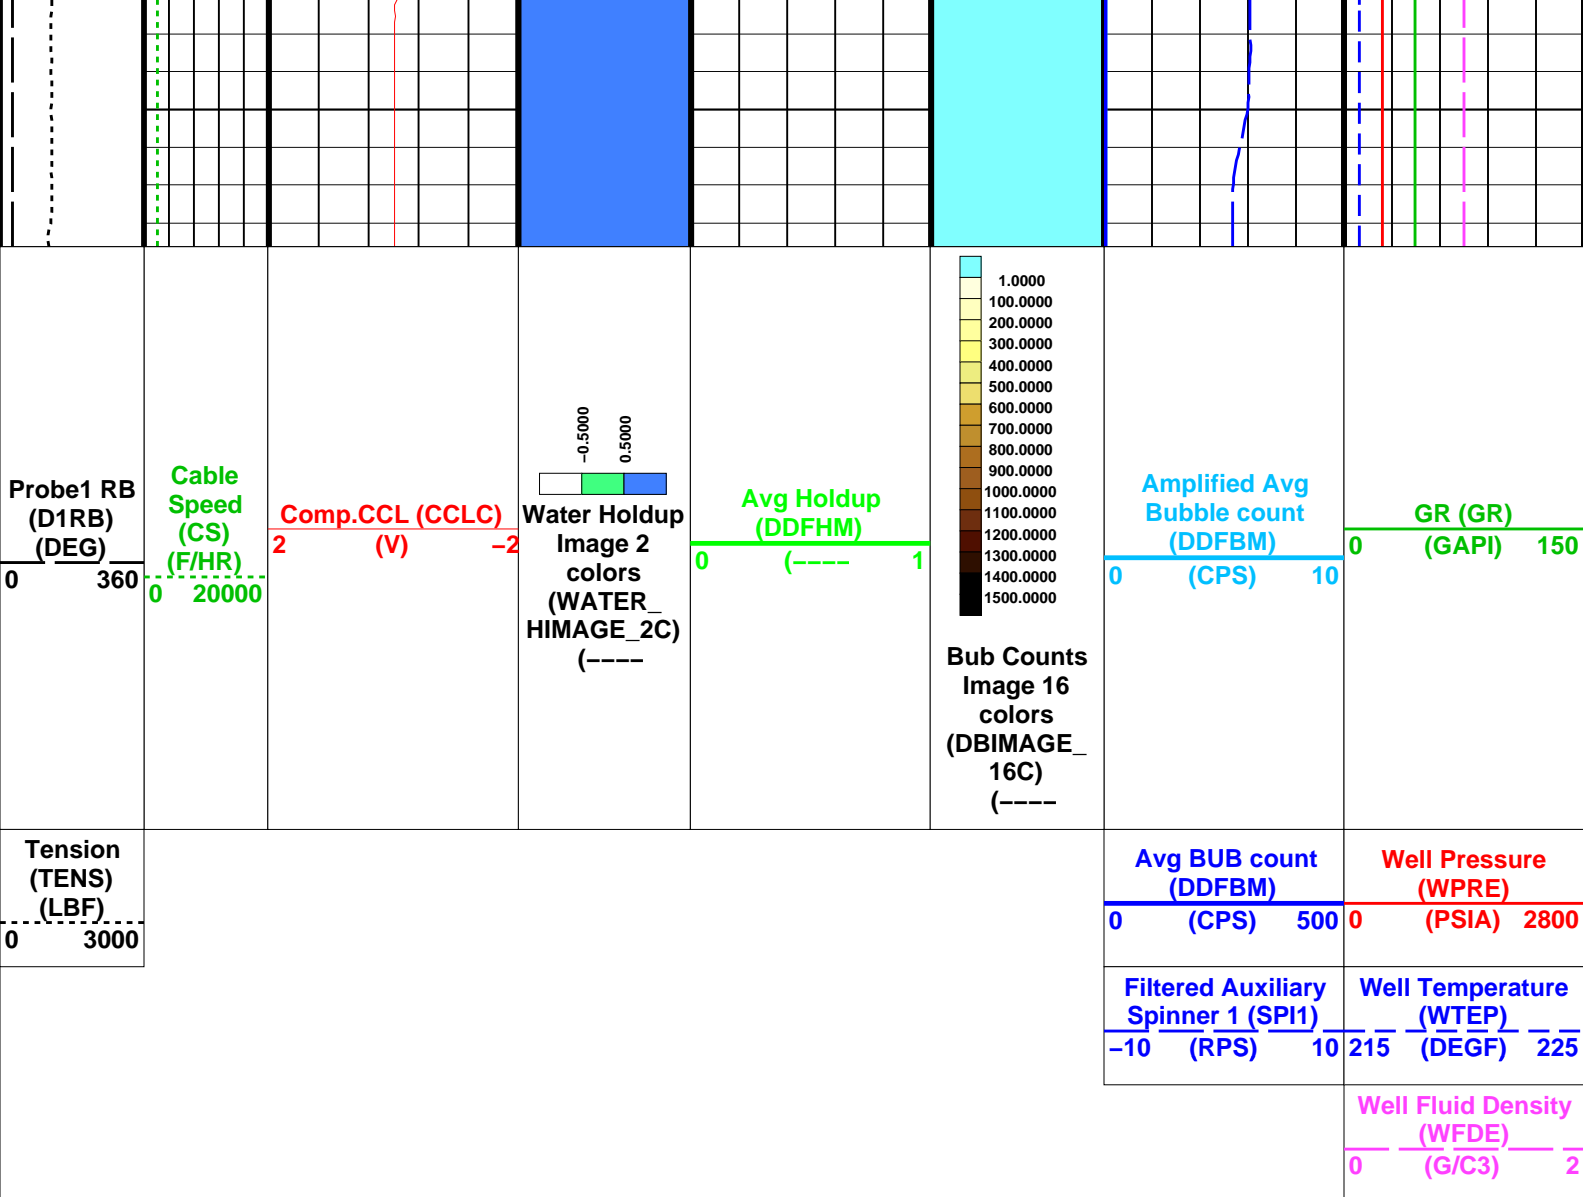 Probe1 RB
(D1RB)
(DEG)
0 360
Tension
(TENS)
(LBF)
0 3000
Cable
Speed
(CS)
(F/HR)
0 20000
Comp.CCL (CCLC)
2 (V) −2
−0.5000
0.5000
Water Holdup
Image 2
colors
(WATER_
HIMAGE_2C)
(----
Avg Holdup
(DDFHM)
0 (---- 1
1.0000
100.0000
200.0000
300.0000
400.0000
500.0000
600.0000
700.0000
800.0000
900.0000
1000.0000
1100.0000
1200.0000
1300.0000
1400.0000
1500.0000
Bub Counts
Image 16
colors
(DBIMAGE_
16C)
(----
Amplified Avg
Bubble count
(DDFBM)
0 (CPS) 10
Avg BUB count
(DDFBM)
0 (CPS) 500
Filtered Auxiliary
Spinner 1 (SPI1)
−10 (RPS) 10
GR (GR)
0 (GAPI) 150
Well Pressure
(WPRE)
0 (PSIA) 2800
Well Temperature
(WTEP)
215 (DEGF) 225
Well Fluid Density
(WFDE)
0 (G/C3) 2